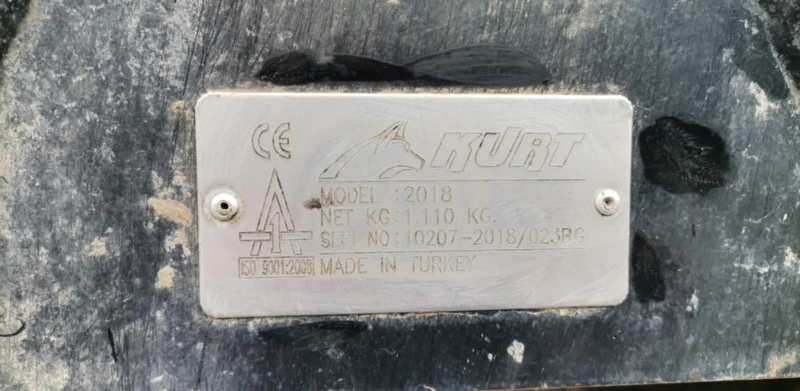 CE
KURT
MODEL : 2018
NET KG: 1.110 KG.
NO: 10207-2018/023BG
ISO 9001:2008
MADE IN TURKEY